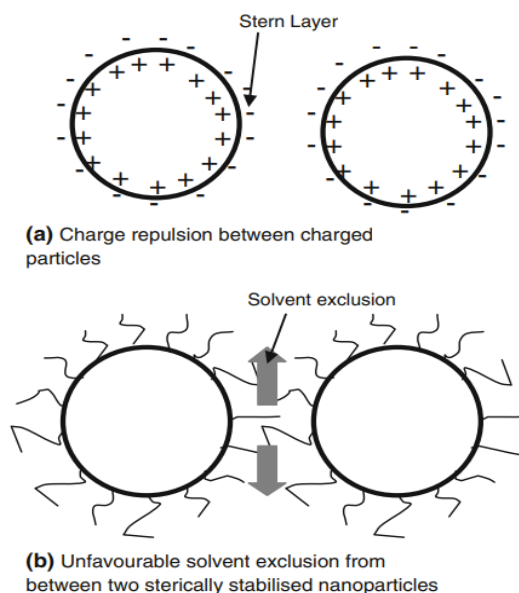 Stern Layer
(a) Charge repulsion between charged
particles
Solvent exclusion
(b) Unfavourable solvent exclusion from
between two sterically stabilised nanoparticles